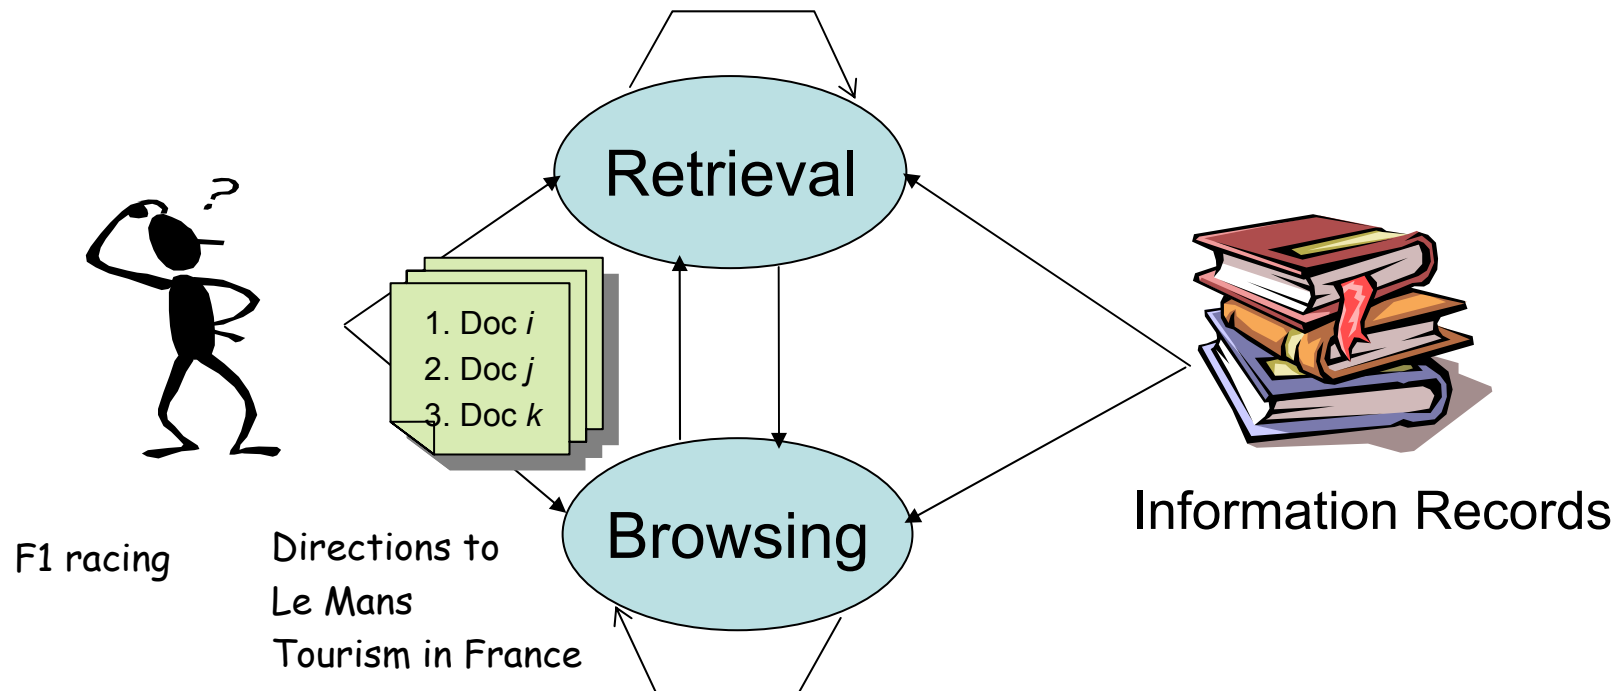 Retrieval
?
1. Doc i
2. Doc j
3. Doc k
Browsing
Information Records
F1 racing
Directions to
Le Mans
Tourism in France